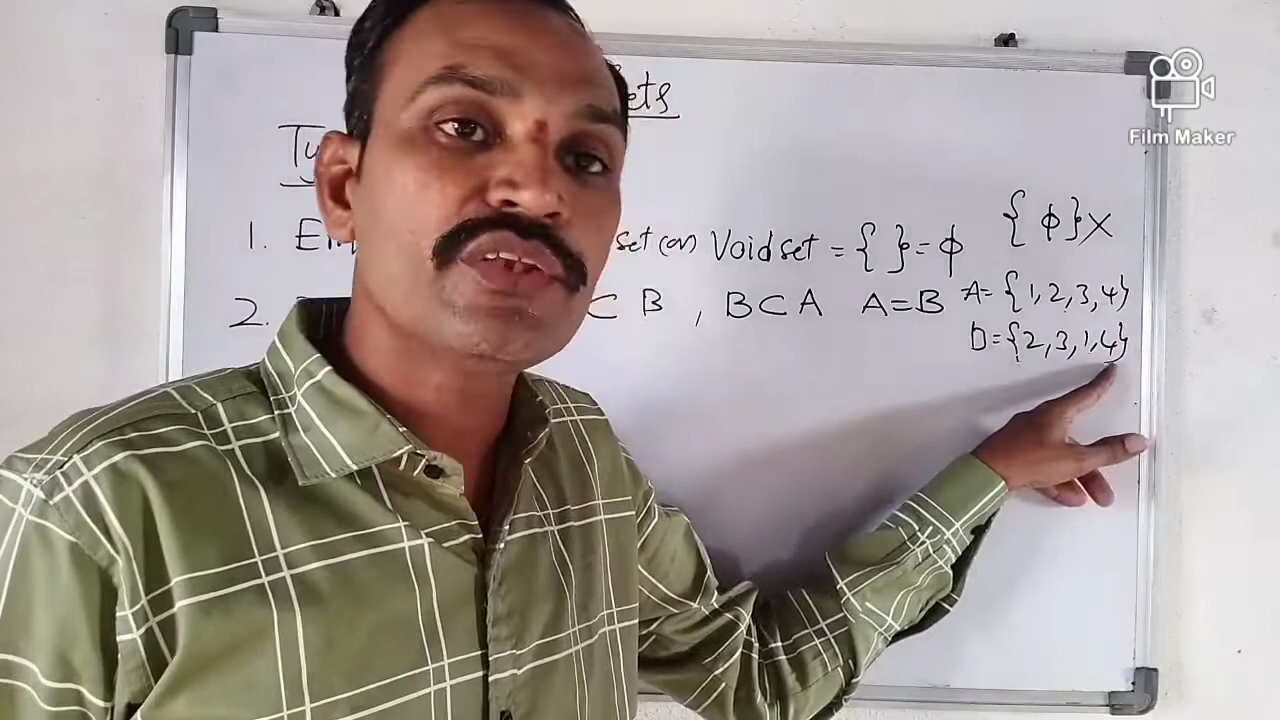 ets
Ty
1. Em set (or) Void set = { } = φ {φ} X
2. ⊂ B , B ⊂ A A = B A = {1, 2, 3, 4}
B = {2, 3, 1, 4}
Film Maker